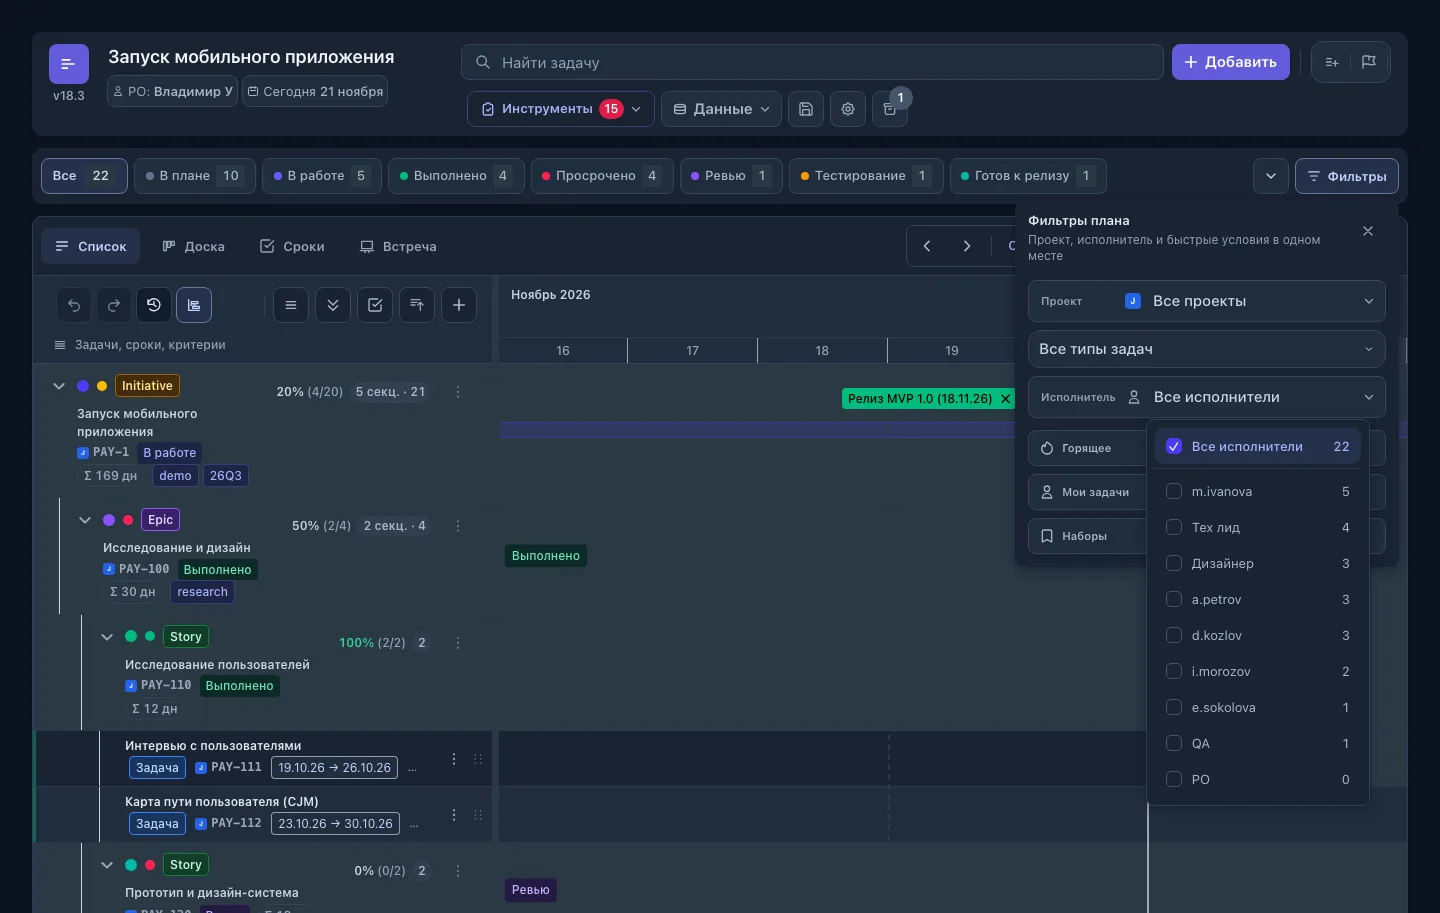 Запуск мобильного приложения
v18.3
PO: Владимир У
Сегодня 21 ноября
Найти задачу
Добавить
Инструменты 15
Данные
1
Все 22
В плане 10
В работе 5
Выполнено 4
Просрочено 4
Ревью 1
Тестирование 1
Готов к релизу 1
Фильтры
Список
Доска
Сроки
Встреча
Задачи, сроки, критерии
Ноябрь 2026
16 17 18 19
Initiative
20% (4/20) 5 секц. · 21
Запуск мобильного
приложения
PAY-1 В работе
Σ 169 дн demo 26Q3
Релиз MVP 1.0 (18.11.26) ✕
Epic
50% (2/4) 2 секц. · 4
Исследование и дизайн
PAY-100 Выполнено
Σ 30 дн research
Выполнено
Story
100% (2/2) 2
Исследование пользователей
PAY-110 Выполнено
Σ 12 дн
Интервью с пользователями
Задача PAY-111 19.10.26 → 26.10.26 ...
Карта пути пользователя (CJM)
Задача PAY-112 23.10.26 → 30.10.26 ...
Story
0% (0/2) 2
Прототип и дизайн-система
Ревью
Фильтры плана
Проект, исполнитель и быстрые условия в одном
месте
Проект Все проекты
Все типы задач
Исполнитель Все исполнители
Горящее
Мои задачи
Наборы
Все исполнители 22
m.ivanova 5
Тех лид 4
Дизайнер 3
a.petrov 3
d.kozlov 3
i.morozov 2
e.sokolova 1
QA 1
PO 0